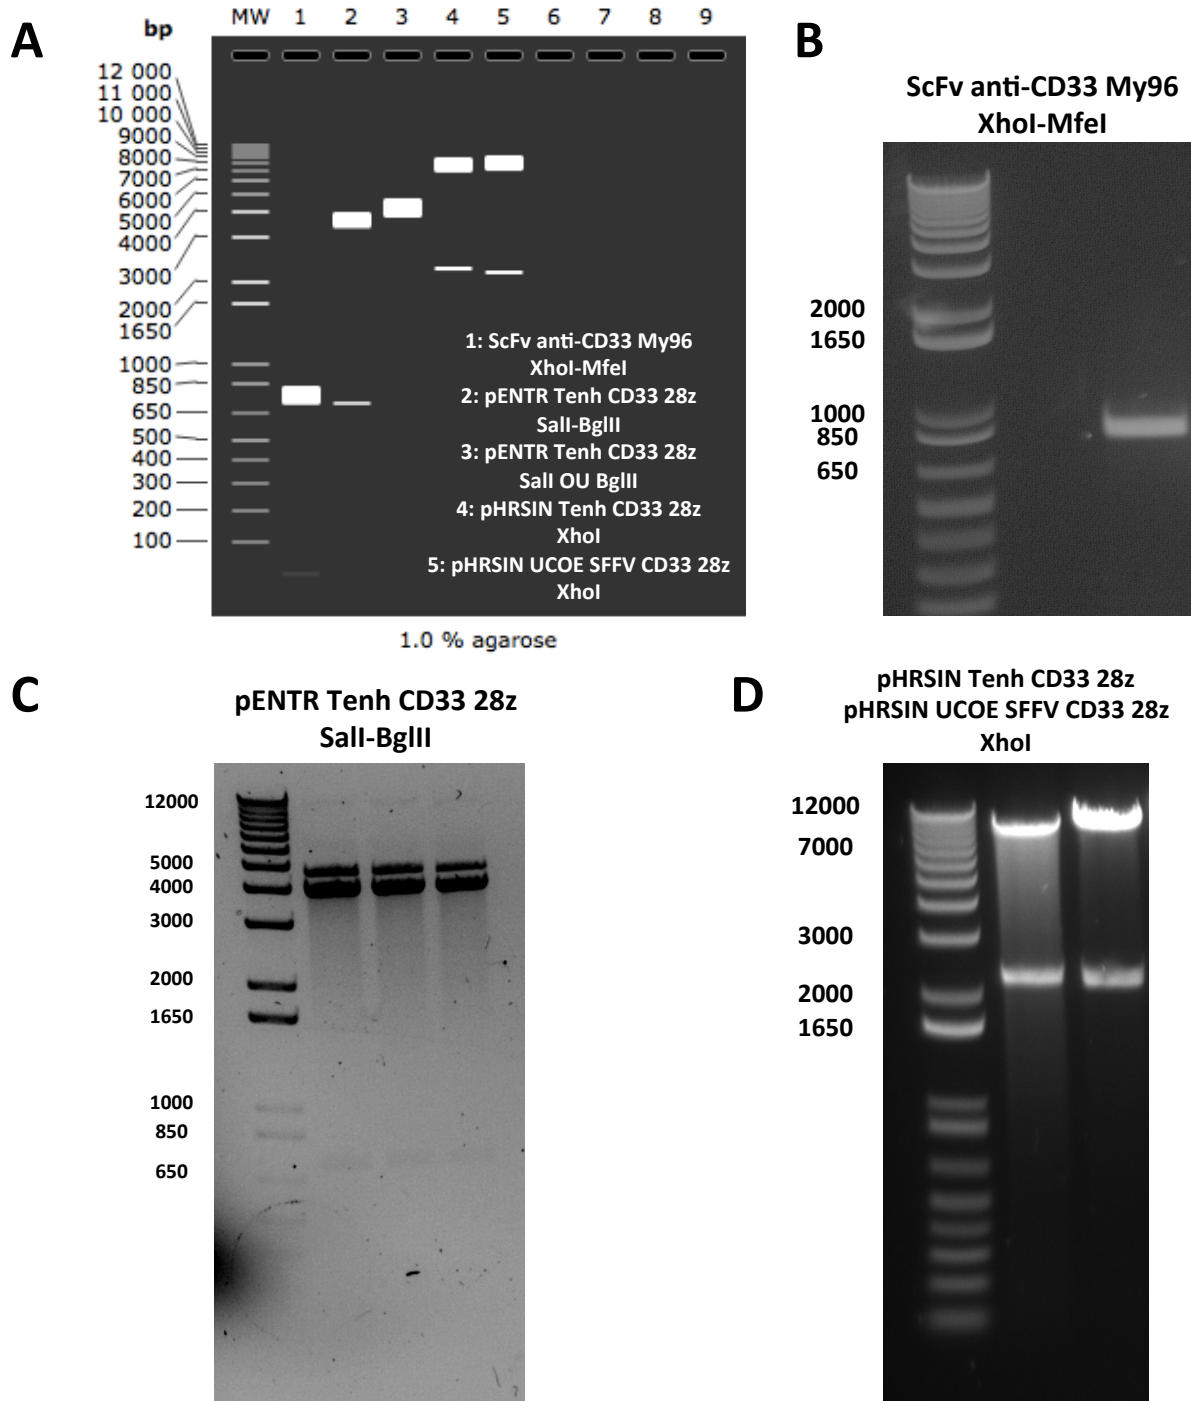 A
bp
MW 1 2 3 4 5 6 7 8 9
12 000
11 000
10 000
9000
8000
7000
6000
5000
4000
3000
2000
1650
1000
850
650
500
400
300
200
100
1: ScFv anti-CD33 My96
XhoI-MfeI
2: pENTR Tenh CD33 28z
SalI-BglII
3: pENTR Tenh CD33 28z
SalI OU BglII
4: pHRSIN Tenh CD33 28z
XhoI
5: pHRSIN UCOE SFFV CD33 28z
XhoI
1.0 % agarose
B
ScFv anti-CD33 My96
XhoI-MfeI
2000
1650
1000
850
650
C
pENTR Tenh CD33 28z
SalI-BglII
12000
5000
4000
3000
2000
1650
1000
850
650
D
pHRSIN Tenh CD33 28z
pHRSIN UCOE SFFV CD33 28z
XhoI
12000
7000
3000
2000
1650